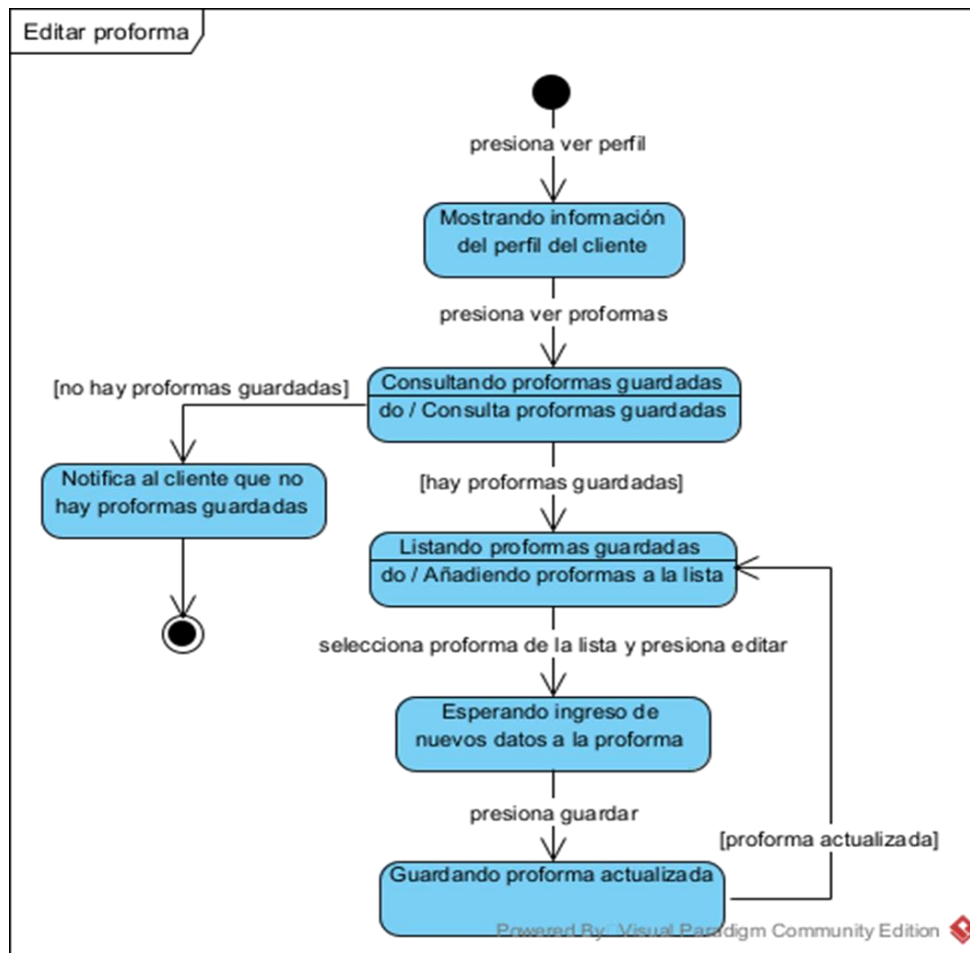 Editar proforma
presiona ver perfil
Mostrando información
del perfil del cliente
presiona ver proformas
[no hay proformas guardadas]
Consultando proformas guardadas
do / Consulta proformas guardadas
Notifica al cliente que no
hay proformas guardadas
[hay proformas guardadas]
Listando proformas guardadas
do / Añadiendo proformas a la lista
selecciona proforma de la lista y presiona editar
Esperando ingreso de
nuevos datos a la proforma
presiona guardar
[proforma actualizada]
Guardando proforma actualizada
Powered By Visual Paradigm Community Edition